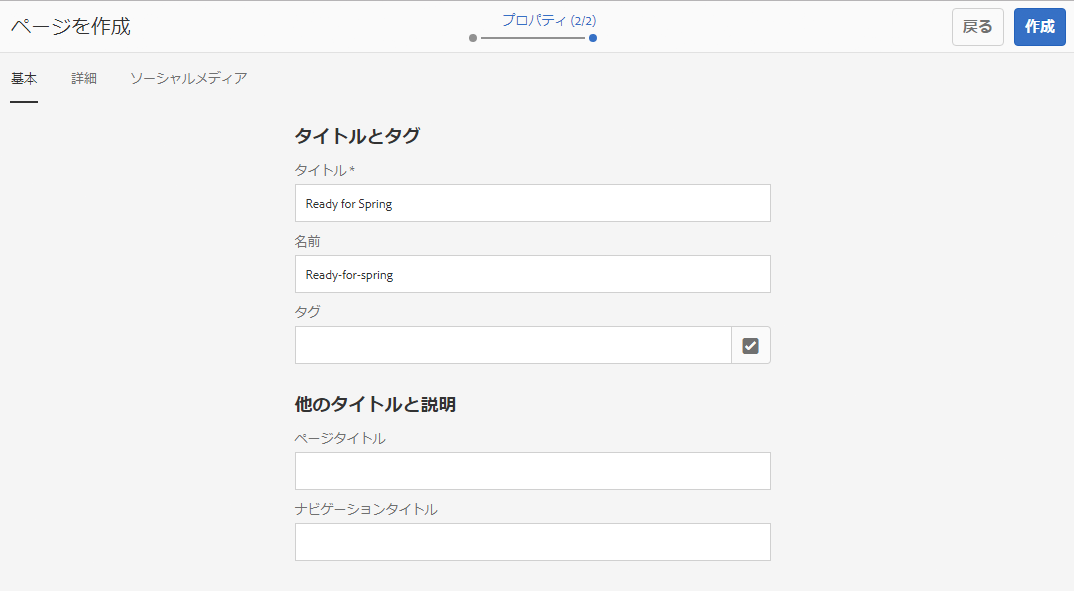 ページを作成
プロパティ (2/2)
戻る
作成
基本
詳細
ソーシャルメディア
タイトルとタグ
タイトル *
Ready for Spring
名前
Ready-for-spring
タグ
他のタイトルと説明
ページタイトル
ナビゲーションタイトル